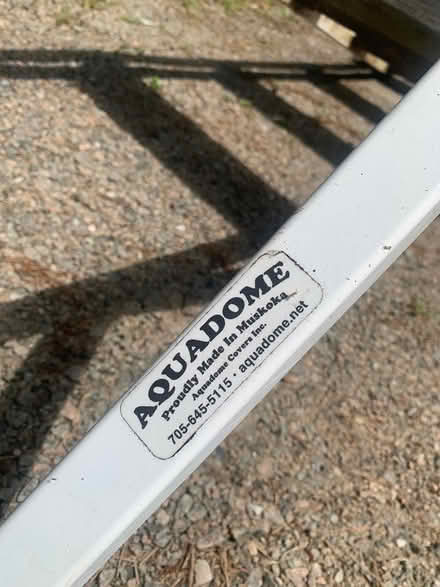 AQUADOME
Proudly Made In Muskoka
Aquadome Covers Inc.
705-645-5115 · aquadome.net